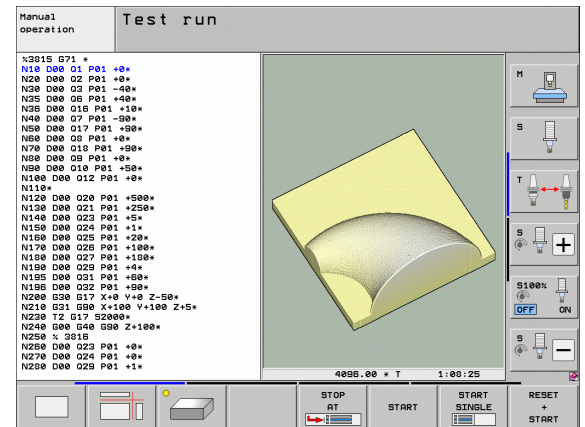 Manual
operation
Test run
%3815 G71 *
N10 D00 Q1 P01 +0*
N20 D00 Q2 P01 +0*
N30 D00 Q3 P01 -40*
N35 D00 Q6 P01 +40*
N36 D00 Q16 P01 +10*
N40 D00 Q7 P01 -90*
N50 D00 Q17 P01 +90*
N60 D00 Q8 P01 +0*
N70 D00 Q18 P01 +90*
N80 D00 Q9 P01 +0*
N90 D00 Q10 P01 +50*
N100 D00 Q12 P01 +0*
N110*
N120 D00 Q20 P01 +500*
N130 D00 Q21 P01 +250*
N140 D00 Q23 P01 +5*
N150 D00 Q24 P01 +1*
N160 D00 Q25 P01 +20*
N170 D00 Q26 P01 +100*
N180 D00 Q27 P01 +180*
N190 D00 Q29 P01 +4*
N195 D00 Q31 P01 +60*
N196 D00 Q32 P01 +90*
N200 G30 G17 X+0 Y+0 Z-50*
N210 G31 G90 X+100 Y+100 Z+5*
N230 T2 G17 S2000*
N240 G00 G40 G90 Z+100*
N250 % 3816
N260 D00 Q23 P01 +0*
N270 D00 Q24 P01 +0*
N280 D00 Q29 P01 +1*
4096.00 * T 1:08:25
M
S
T
S
+
S100%
OFF ON
S
−
STOP
AT
START
START
SINGLE
RESET
+
START